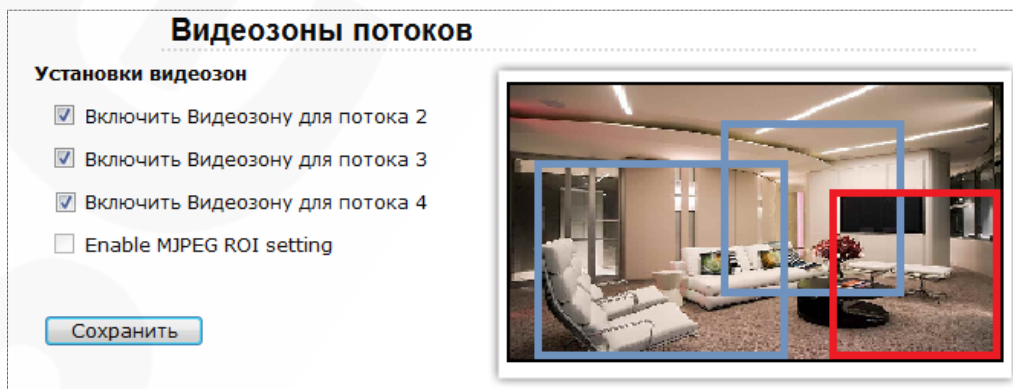 Видеозоны потоков
Установки видеозон
Включить Видеозону для потока 2
Включить Видеозону для потока 3
Включить Видеозону для потока 4
Enable MJPEG ROI setting
Сохранить